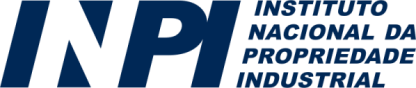 INPI
INSTITUTO
NACIONAL DA
PROPRIEDADE
INDUSTRIAL